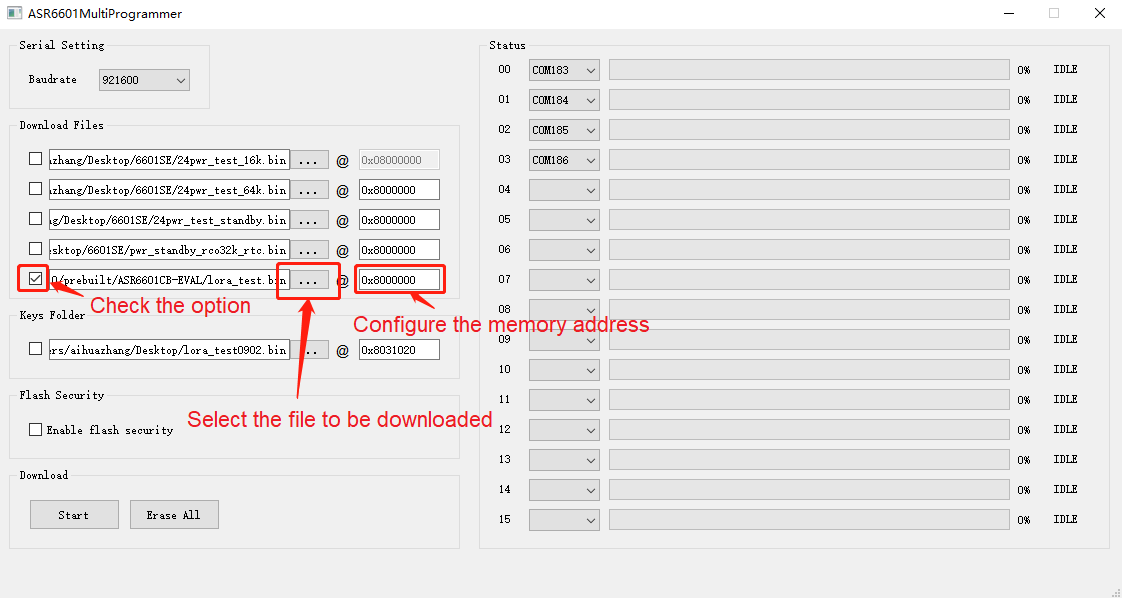 ASR6601MultiProgrammer
Serial Setting
Baudrate 921600
Download Files
zhang/Desktop/6601SE/24pwr_test_16k.bin ... @ 0x08000000
zhang/Desktop/6601SE/24pwr_test_64k.bin ... @ 0x8000000
ng/Desktop/6601SE/24pwr_test_standby.bin ... @ 0x8000000
esktop/6601SE/pwr_standby_rco32k_rtc.bin ... @ 0x8000000
0/prebuilt/ASR6601CB-EVAL/lora_test.bin ... @ 0x8000000
Check the option
Configure the memory address
Keys Folder
ers/aihuazhang/Desktop/lora_test0902.bin ... @ 0x8031020
Flash Security
Select the file to be downloaded
Enable flash security
Download
Start Erase All
Status
00 COM183 0% IDLE
01 COM184 0% IDLE
02 COM185 0% IDLE
03 COM186 0% IDLE
04 0% IDLE
05 0% IDLE
06 0% IDLE
07 0% IDLE
08 0% IDLE
09 0% IDLE
10 0% IDLE
11 0% IDLE
12 0% IDLE
13 0% IDLE
14 0% IDLE
15 0% IDLE